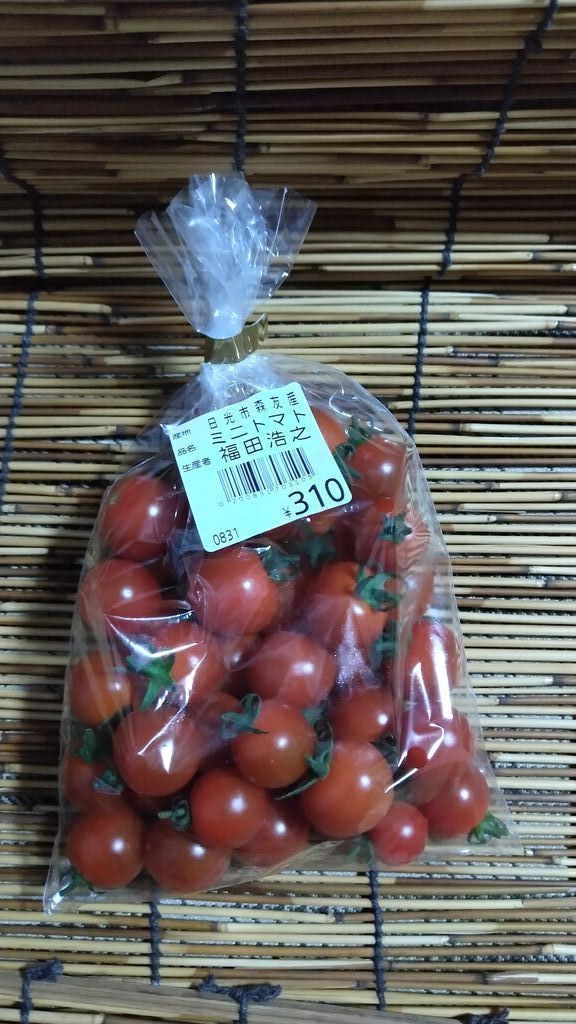 産地 日光市森友産
品名 ミニトマト
生産者 福田浩之
¥310
0831